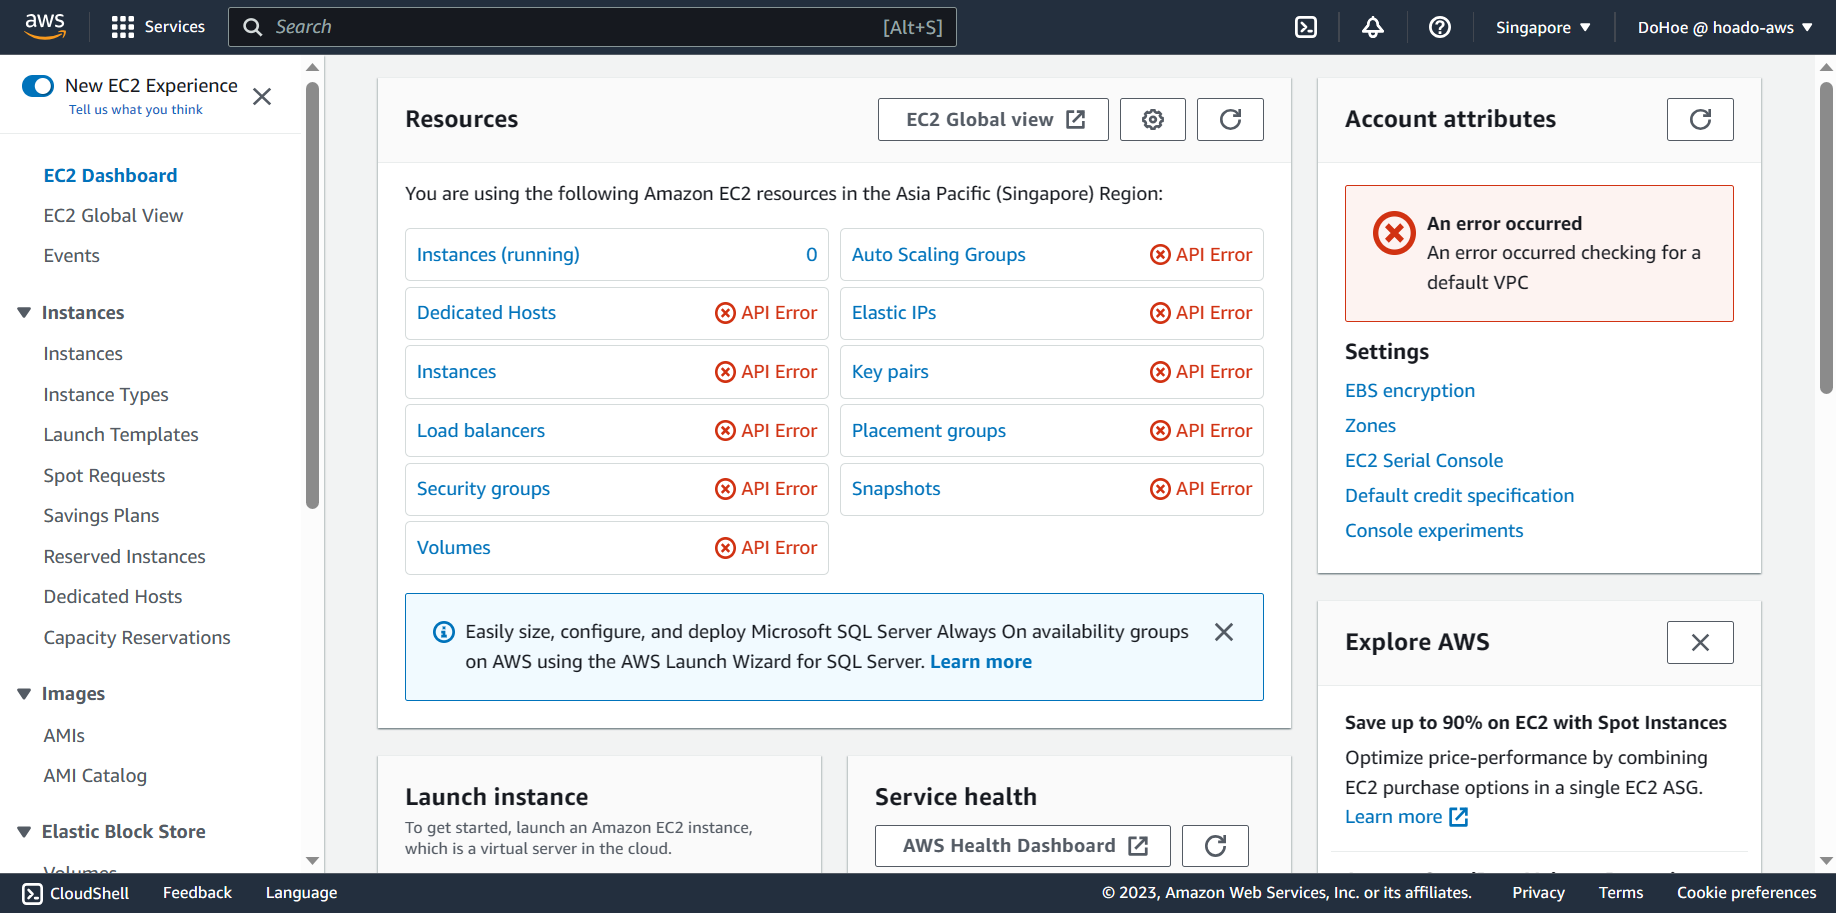 aws
Services
Search
[Alt+S]
Singapore
DoHoe @ hoado-aws
New EC2 Experience
Tell us what you think
EC2 Dashboard
EC2 Global View
Events
Instances
Instances
Instance Types
Launch Templates
Spot Requests
Savings Plans
Reserved Instances
Dedicated Hosts
Capacity Reservations
Images
AMIs
AMI Catalog
Elastic Block Store
Volumes
Resources
EC2 Global view
You are using the following Amazon EC2 resources in the Asia Pacific (Singapore) Region:
Instances (running) 0
Auto Scaling Groups API Error
Dedicated Hosts API Error
Elastic IPs API Error
Instances API Error
Key pairs API Error
Load balancers API Error
Placement groups API Error
Security groups API Error
Snapshots API Error
Volumes API Error
Easily size, configure, and deploy Microsoft SQL Server Always On availability groups
on AWS using the AWS Launch Wizard for SQL Server. Learn more
Launch instance
To get started, launch an Amazon EC2 instance,
which is a virtual server in the cloud.
Service health
AWS Health Dashboard
Account attributes
An error occurred
An error occurred checking for a
default VPC
Settings
EBS encryption
Zones
EC2 Serial Console
Default credit specification
Console experiments
Explore AWS
Save up to 90% on EC2 with Spot Instances
Optimize price-performance by combining
EC2 purchase options in a single EC2 ASG.
Learn more
CloudShell
Feedback
Language
© 2023, Amazon Web Services, Inc. or its affiliates.
Privacy
Terms
Cookie preferences